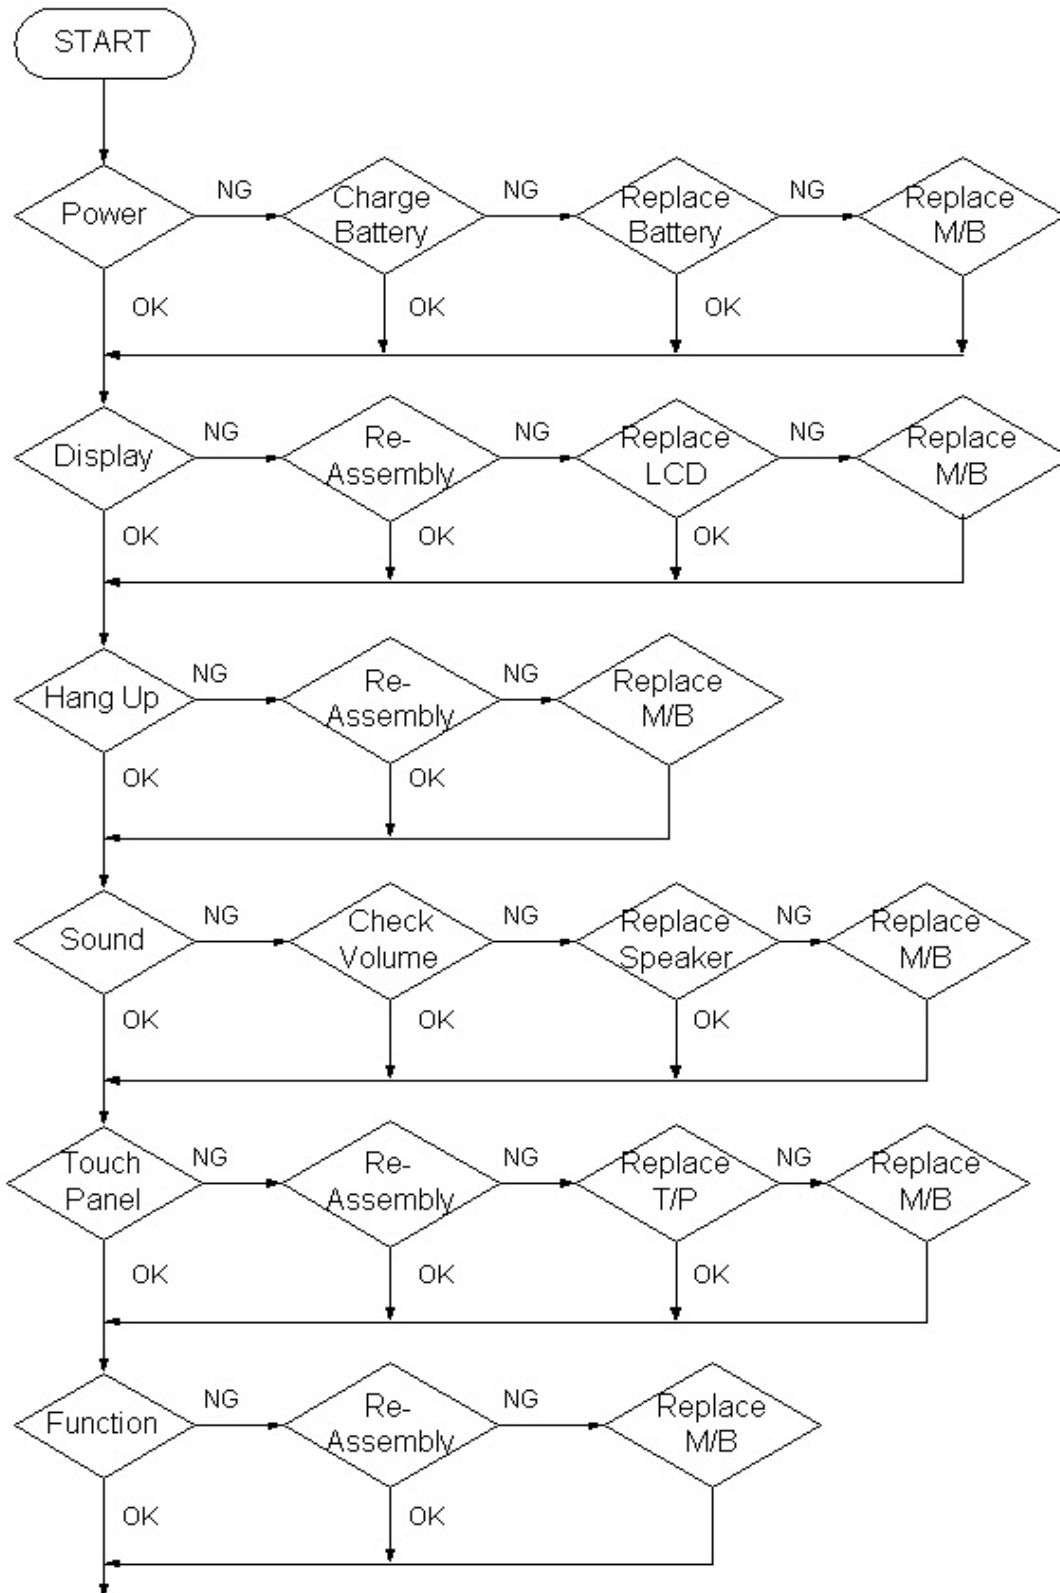 START
NG
NG
NG
Power
Charge
Battery
Replace
Battery
Replace
M/B
OK
OK
OK
NG
NG
NG
Display
Re-
Assembly
Replace
LCD
Replace
M/B
OK
OK
OK
NG
NG
Hang Up
Re-
Assembly
Replace
M/B
OK
OK
NG
NG
NG
Sound
Check
Volume
Replace
Speaker
Replace
M/B
OK
OK
OK
NG
NG
NG
Touch
Panel
Re-
Assembly
Replace
T/P
Replace
M/B
OK
OK
OK
NG
NG
Function
Re-
Assembly
Replace
M/B
OK
OK